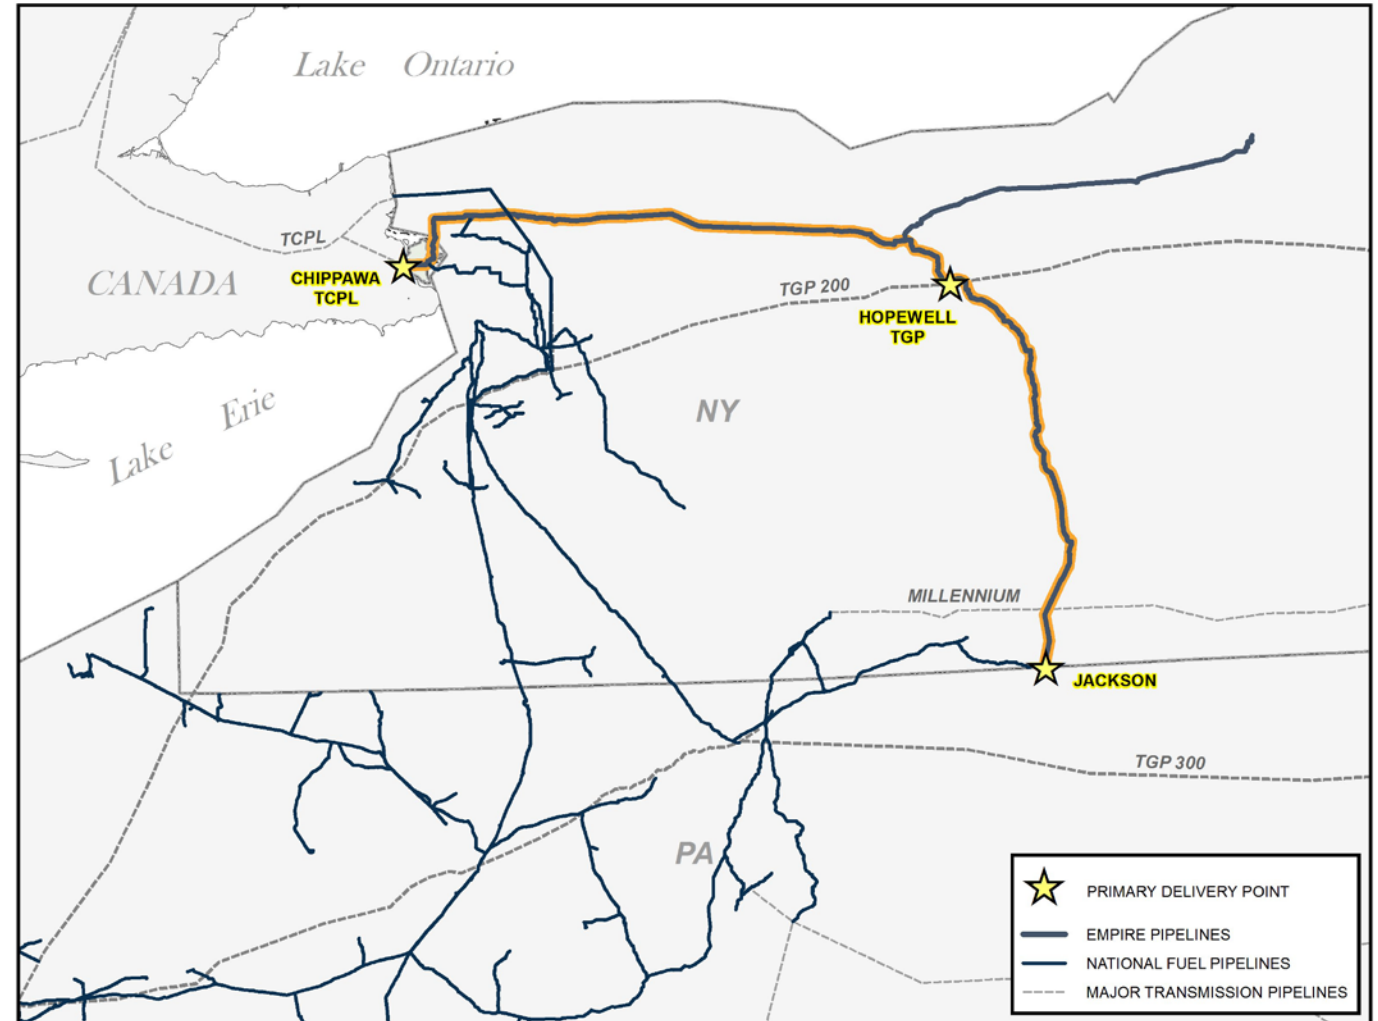 Lake Ontario
TCPL
CANADA
CHIPPAWA
TCPL
TGP 200
HOPEWELL
TGP
Lake Erie
NY
MILLENNIUM
JACKSON
TGP 300
PA
PRIMARY DELIVERY POINT
EMPIRE PIPELINES
NATIONAL FUEL PIPELINES
MAJOR TRANSMISSION PIPELINES